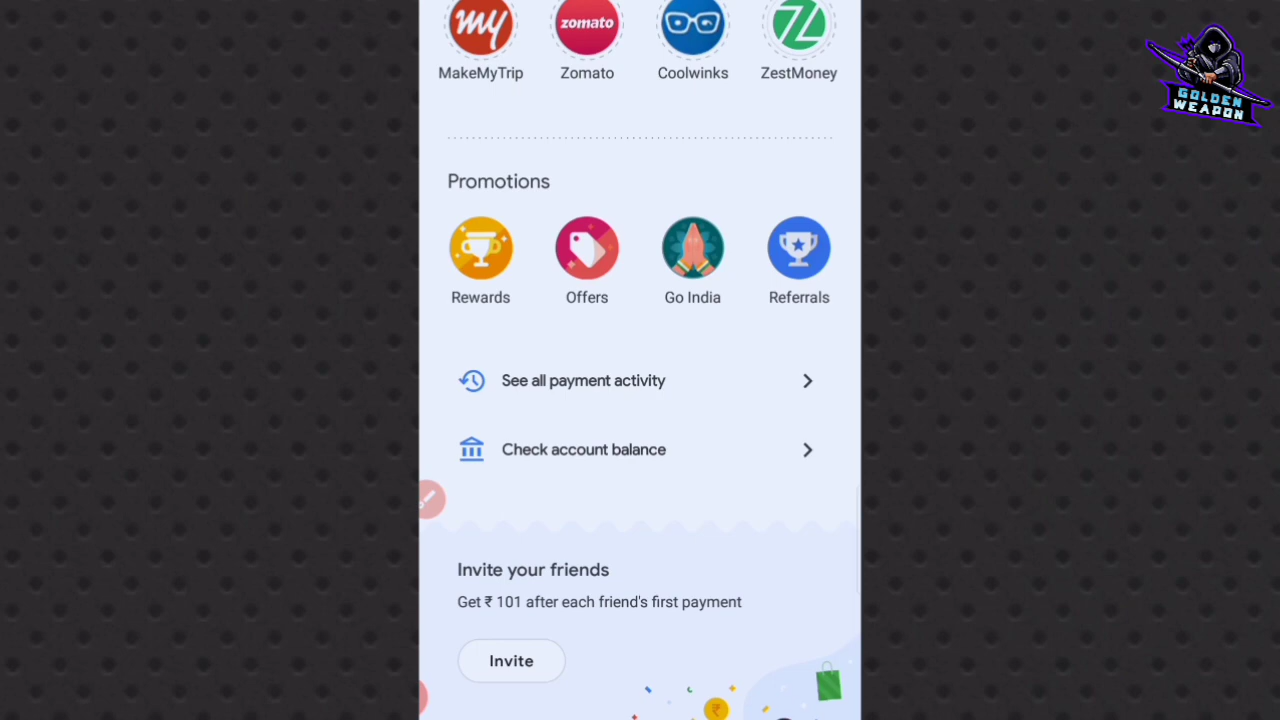 my
zomato
MakeMyTrip Zomato Coolwinks ZestMoney
GOLDEN
WEAPON
Promotions
Rewards Offers Go India Referrals
See all payment activity
Check account balance
Invite your friends
Get ₹ 101 after each friend's first payment
Invite
₹